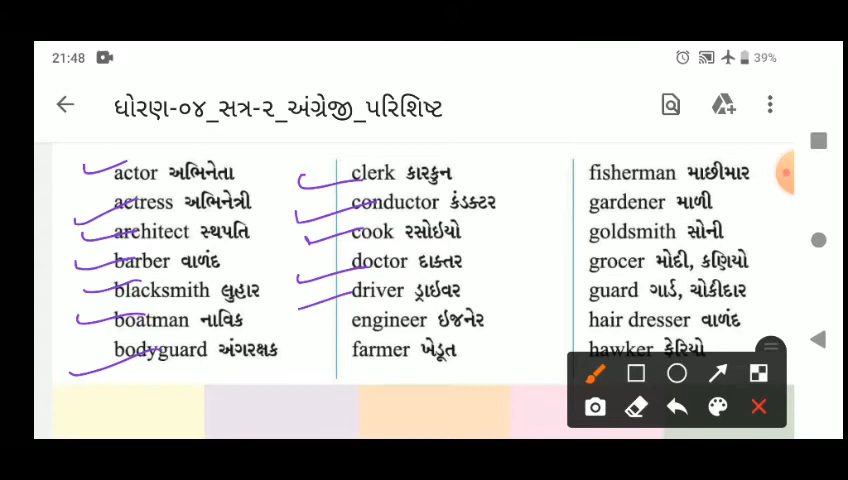 21:48 39%
ધોરણ-૦૪_સત્ર-૨_અંગ્રેજી_પરિશિષ્ટ
actor અભિનેતા
actress અભિનેત્રી
architect સ્થપતિ
barber વાળંદ
blacksmith લુહાર
boatman નાવિક
bodyguard અંગરક્ષક
clerk કારકુન
conductor કંડક્ટર
cook રસોઇયો
doctor દાક્તર
driver ડ્રાઇવર
engineer ઇજનેર
farmer ખેડૂત
fisherman માછીમાર
gardener માળી
goldsmith સોની
grocer મોદી, કણિયો
guard ગાર્ડ, ચોકીદાર
hair dresser વાળંદ
hawker ફેરિયો